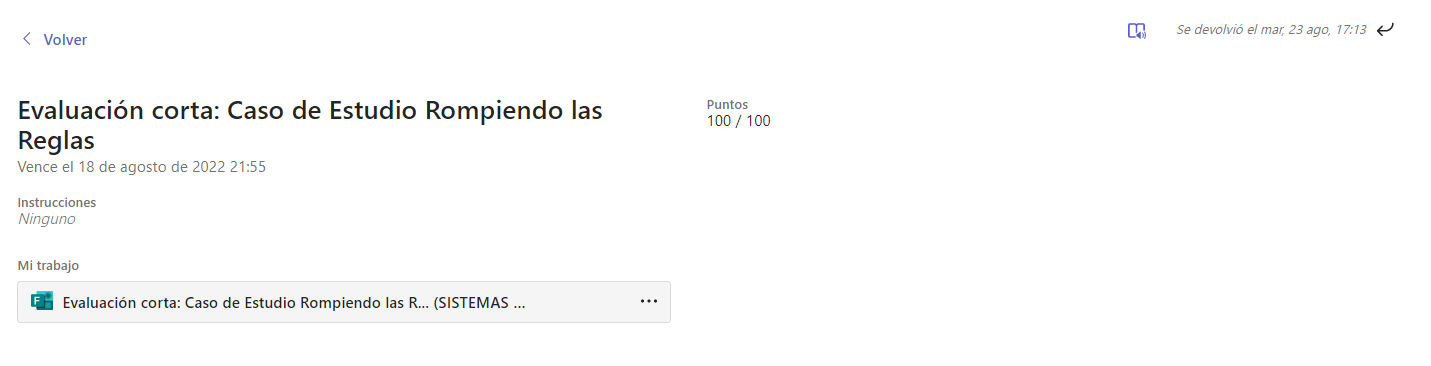 Volver
Se devolvió el mar, 23 ago, 17:13
Evaluación corta: Caso de Estudio Rompiendo las
Reglas
Vence el 18 de agosto de 2022 21:55
Puntos
100 / 100
Instrucciones
Ninguno
Mi trabajo
Evaluación corta: Caso de Estudio Rompiendo las R... (SISTEMAS ...